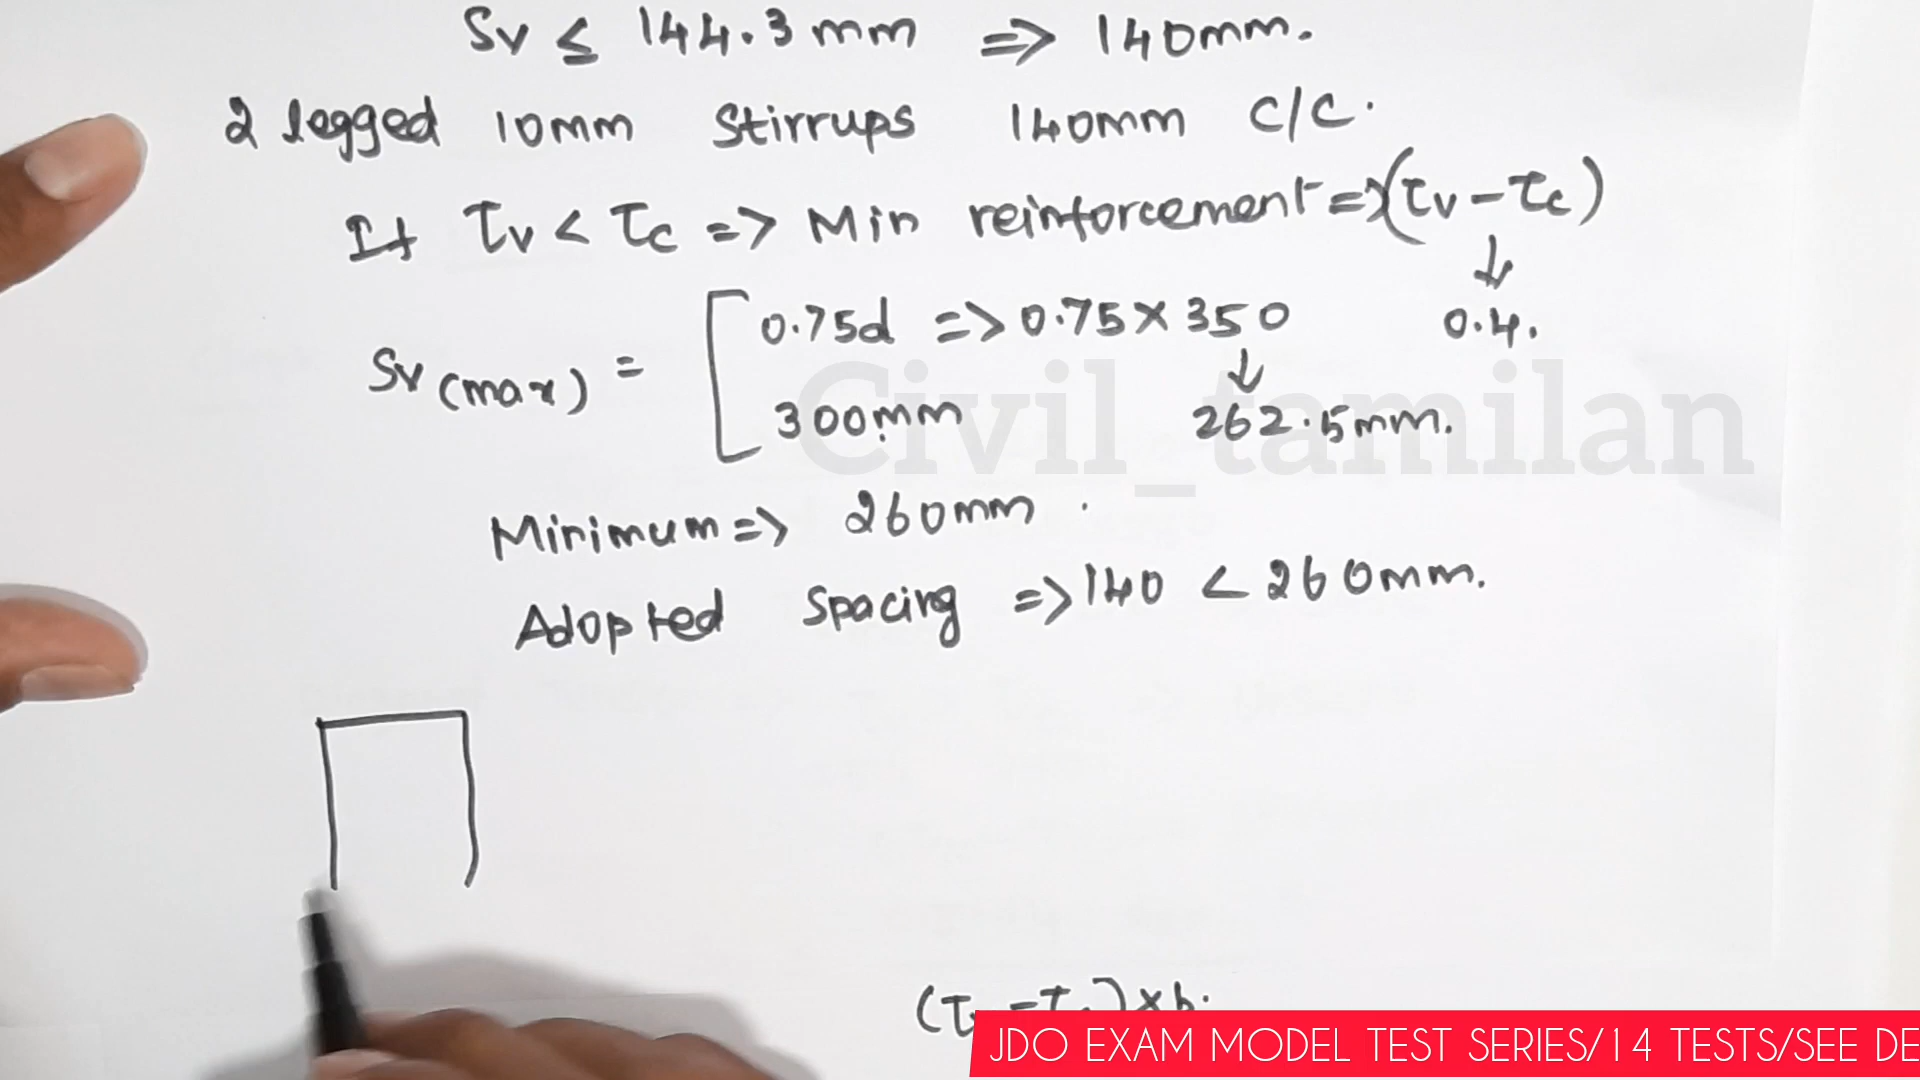 Sv ≤ 144.3 mm => 140mm.
2 legged 10mm Stirrups 140mm C/C.
If τv < τc => Min reinforcement => (τv - τc)
↓
0.4.
Sv (max) = [ 0.75d => 0.75 x 350
↓
300mm 262.5mm.
Minimum => 260mm.
Adopted Spacing => 140 < 260mm.
Civil_tamilan
JDO EXAM MODEL TEST SERIES/14 TESTS/SEE DE